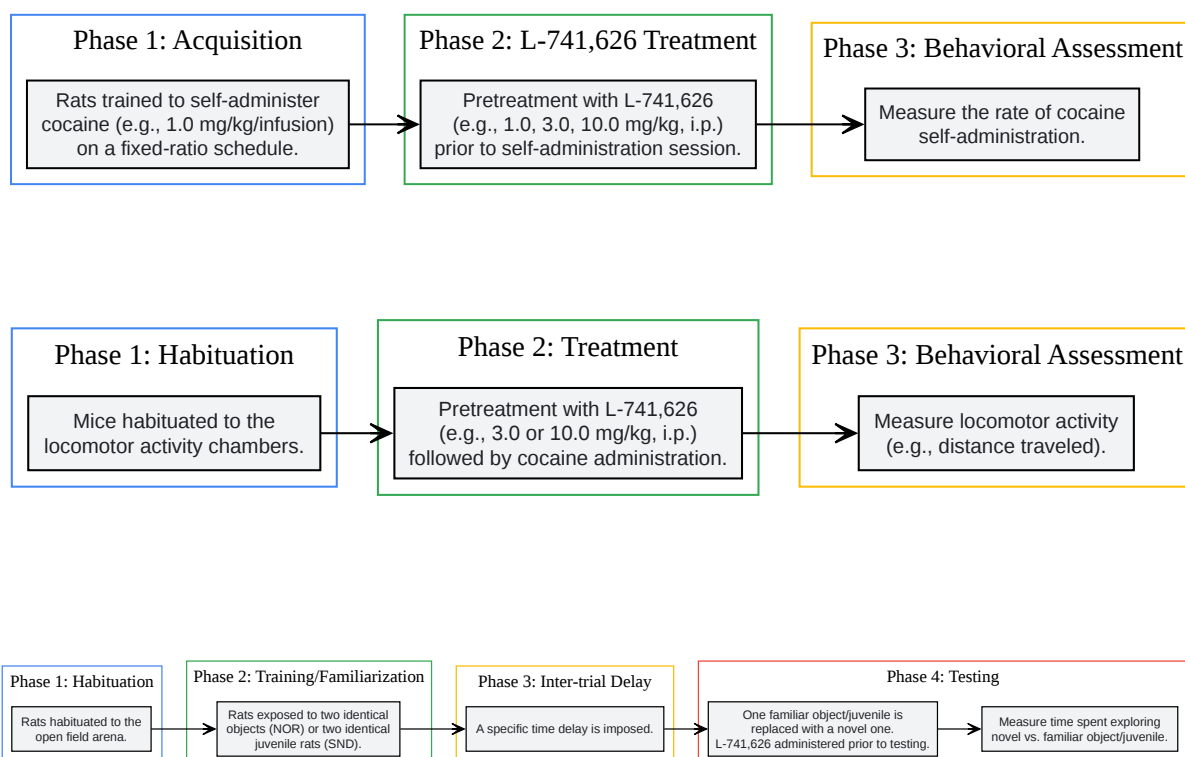 Phase 1: Acquisition
Rats trained to self-administer
cocaine (e.g., 1.0 mg/kg/infusion)
on a fixed-ratio schedule.
Phase 2: L-741,626 Treatment
Pretreatment with L-741,626
(e.g., 1.0, 3.0, 10.0 mg/kg, i.p.)
prior to self-administration session.
Phase 3: Behavioral Assessment
Measure the rate of cocaine
self-administration.
Phase 1: Habituation
Mice habituated to the
locomotor activity chambers.
Phase 2: Treatment
Pretreatment with L-741,626
(e.g., 3.0 or 10.0 mg/kg, i.p.)
followed by cocaine administration.
Phase 3: Behavioral Assessment
Measure locomotor activity
(e.g., distance traveled).
Phase 1: Habituation
Rats habituated to the
open field arena.
Phase 2: Training/Familiarization
Rats exposed to two identical
objects (NOR) or two identical
juvenile rats (SND).
Phase 3: Inter-trial Delay
A specific time delay is imposed.
Phase 4: Testing
One familiar object/juvenile is
replaced with a novel one.
L-741,626 administered prior to testing.
Measure time spent exploring
novel vs. familiar object/juvenile.